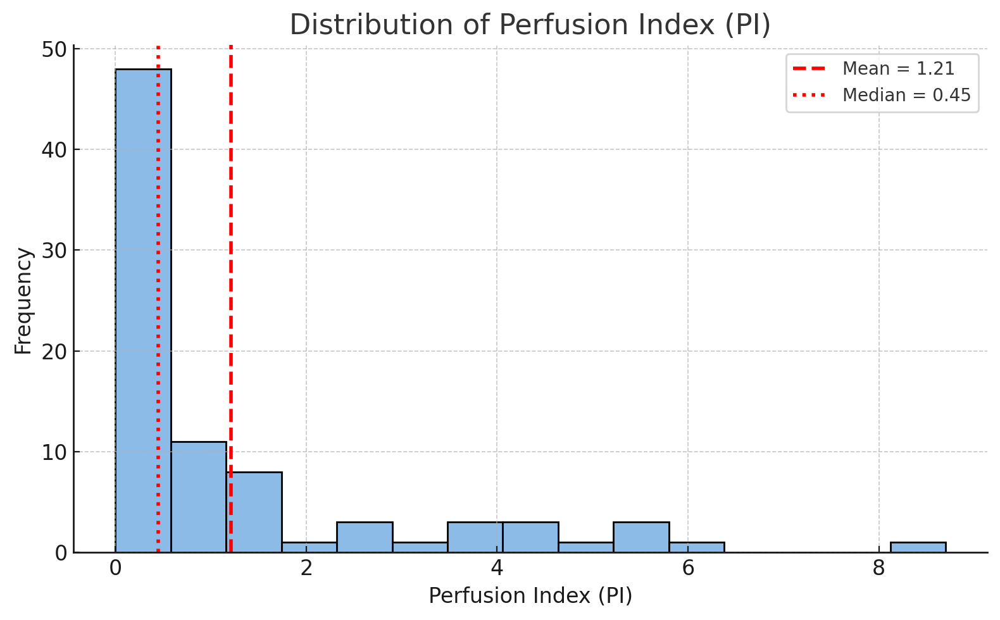 Distribution of Perfusion Index (PI)
Mean = 1.21
Median = 0.45
Frequency
50
40
30
20
10
0
0 2 4 6 8
Perfusion Index (PI)